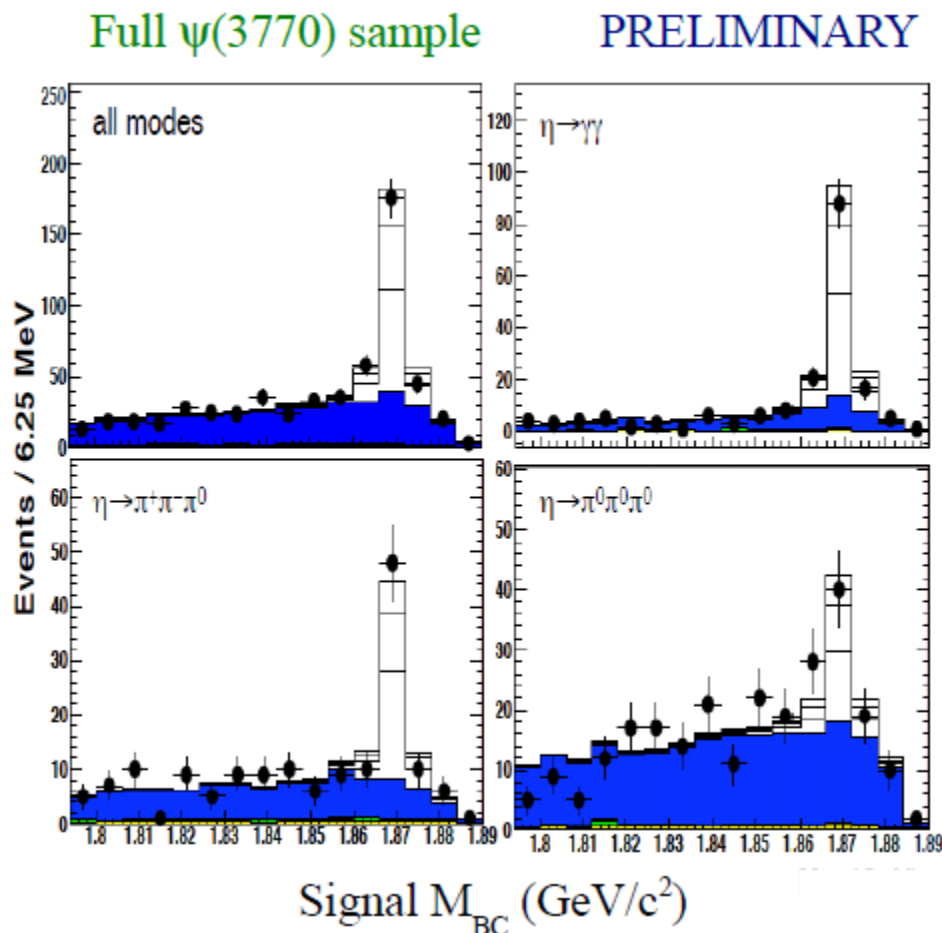 Full ψ(3770) sample
PRELIMINARY
250
200
150
100
50
0
all modes
120
100
80
60
40
20
0
η→γγ
Events / 6.25 MeV
60
50
40
30
20
10
0
η→π⁺π⁻π⁰
1.8 1.81 1.82 1.83 1.84 1.85 1.86 1.87 1.88 1.89
60
50
40
30
20
10
0
η→π⁰π⁰π⁰
1.8 1.81 1.82 1.83 1.84 1.85 1.86 1.87 1.88 1.89
Signal M_BC (GeV/c²)